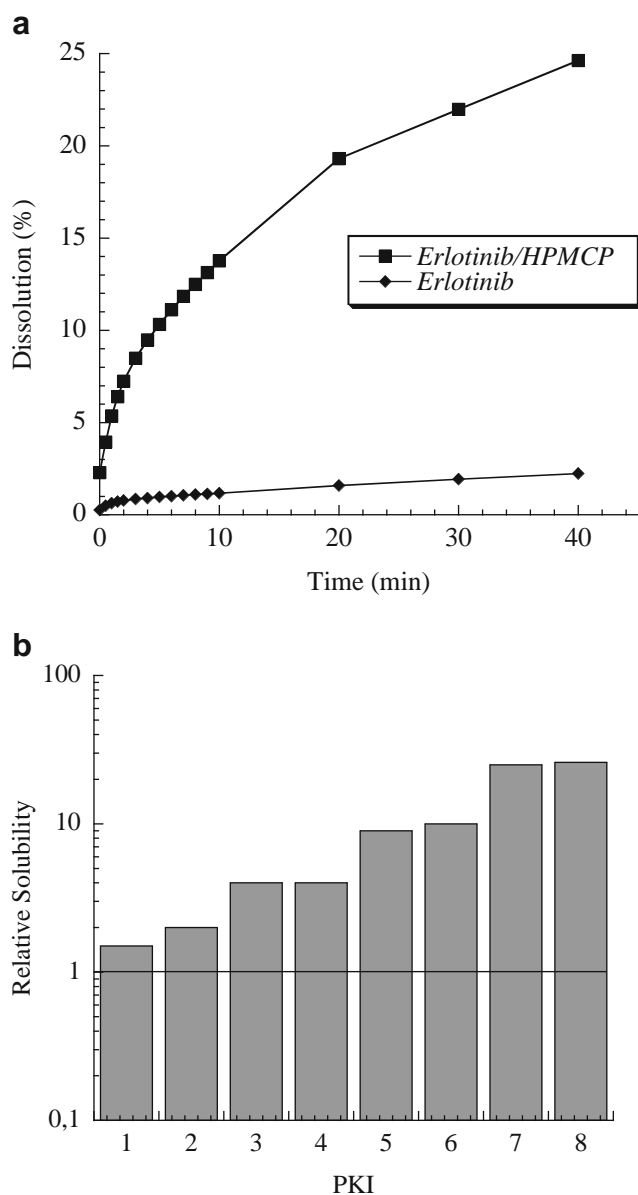 a
25
20
15
10
5
0
Dissolution (%)
Erlotinib/HPMCP
Erlotinib
0 10 20 30 40
Time (min)
b
100
10
1
0,1
Relative Solubility
1 2 3 4 5 6 7 8
PKI